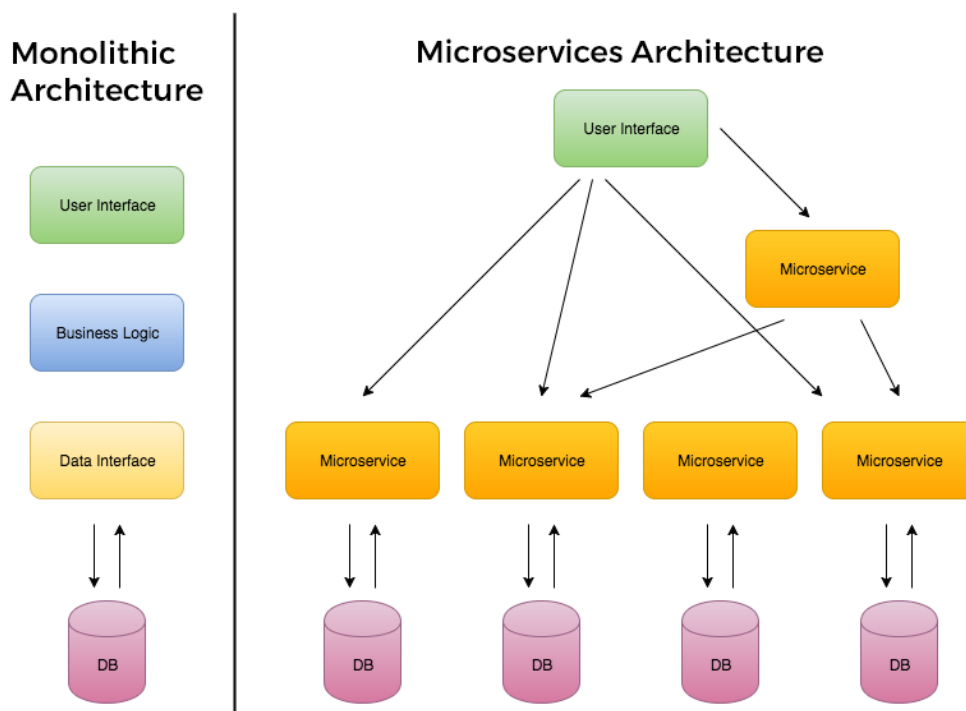 Monolithic
Architecture
User Interface
Business Logic
Data Interface
DB
Microservices Architecture
User Interface
Microservice
Microservice
Microservice
Microservice
Microservice
DB
DB
DB
DB